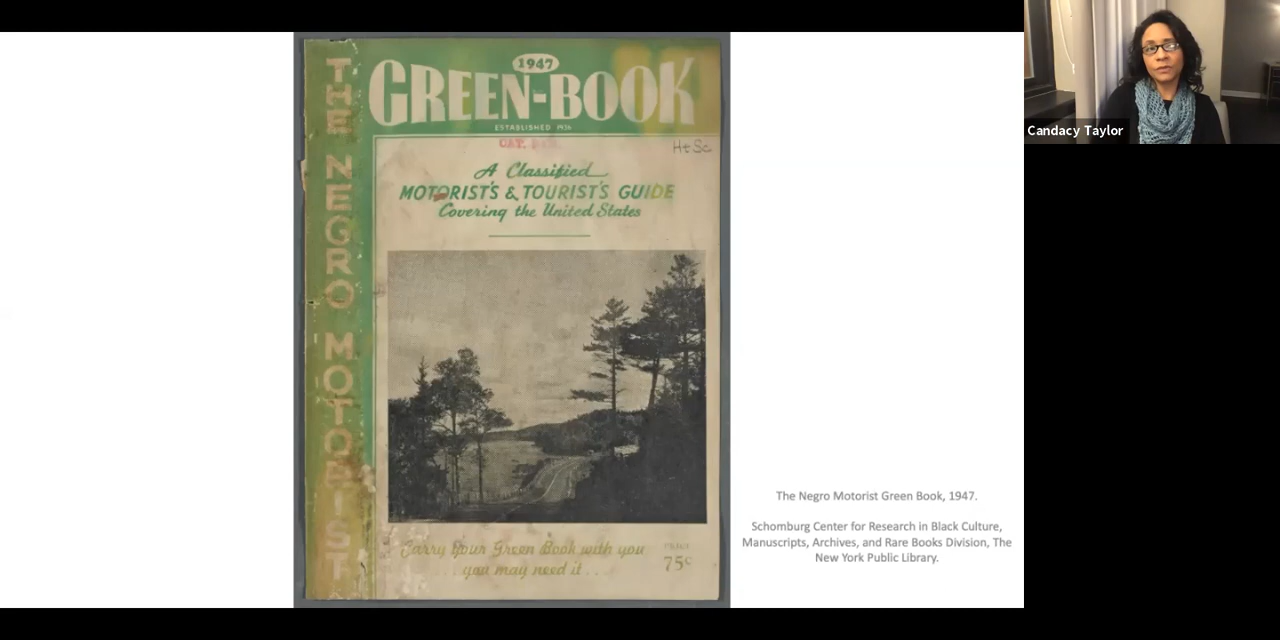 THE NEGRO MOTORIST
1947
GREEN-BOOK
ESTABLISHED 1936
CAT.
HtSc
A Classified
MOTORIST'S & TOURIST'S GUIDE
Covering the United States
Carry your Green Book with you
. . you may need it . . .
PRICE
75¢
The Negro Motorist Green Book, 1947.
Schomburg Center for Research in Black Culture,
Manuscripts, Archives, and Rare Books Division, The
New York Public Library.
Candacy Taylor